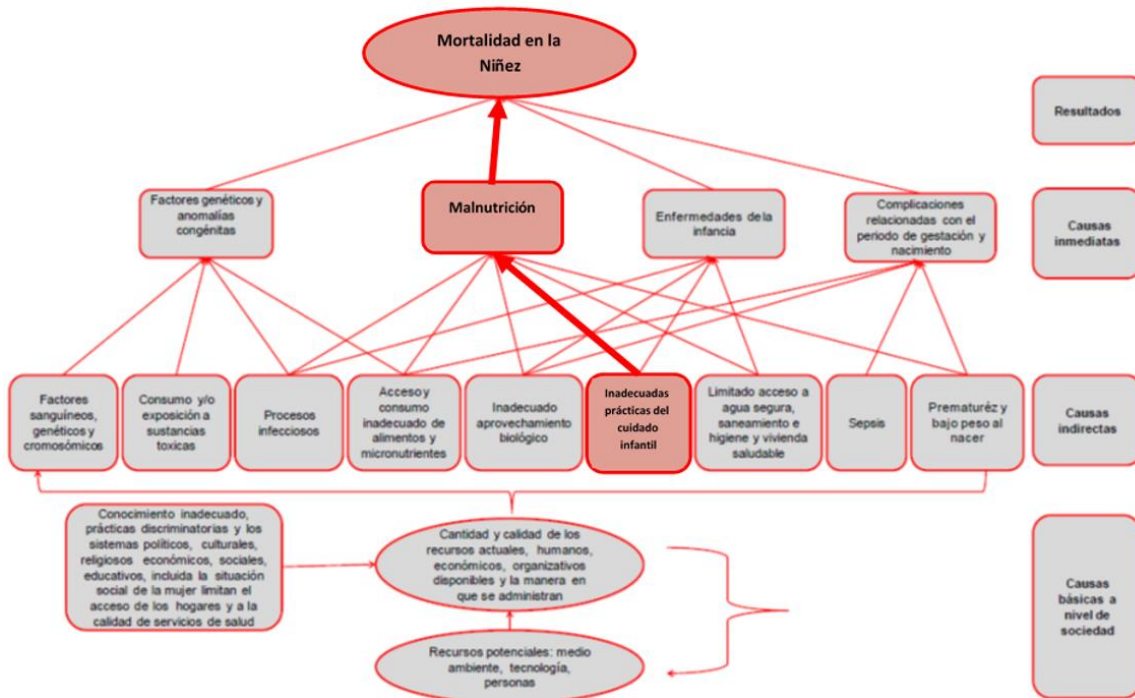 Mortalidad en la
Niñez
Resultados
Factores genéticos y
anomalías
congénitas
Malnutrición
Enfermedades de la
infancia
Complicaciones
relacionadas con el
periodo de gestación y
nacimiento
Causas
inmediatas
Factores
sanguíneos,
genéticos y
cromosómicos
Consumo y/o
exposición a
sustancias
toxicas
Procesos
infecciosos
Acceso y
consumo
inadecuado de
alimentos y
micronutrientes
Inadecuado
aprovechamiento
biológico
Inadecuadas
prácticas del
cuidado
infantil
Limitado acceso a
agua segura,
saneamiento e
higiene y vivienda
saludable
Sepsis
Prematuréz y
bajo peso al
nacer
Causas
indirectas
Conocimiento inadecuado,
prácticas discriminatorias y los
sistemas políticos, culturales,
religiosos económicos, sociales,
educativos, incluida la situación
social de la mujer limitan el
acceso de los hogares y a la
calidad de servicios de salud
Cantidad y calidad de los
recursos actuales, humanos,
económicos, organizativos
disponibles y la manera en
que se administran
Recursos potenciales: medio
ambiente, tecnología,
personas
Causas
básicas a
nivel de
sociedad